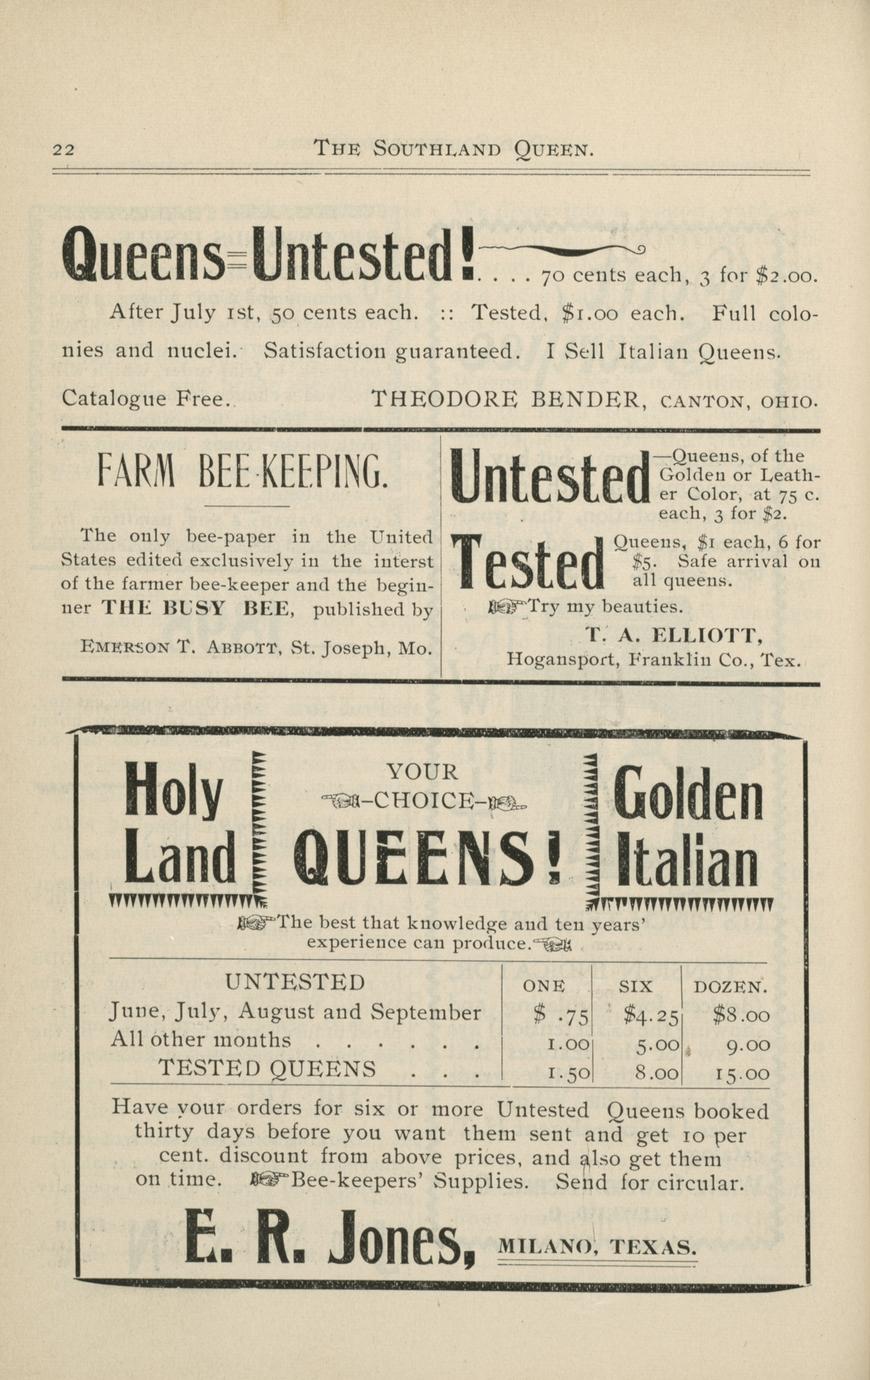 22
THE SOUTHLAND QUEEN.
Queens=Untested! . . . . 70 cents each, 3 for $2.00.
After July 1st, 50 cents each. :: Tested, $1.00 each. Full colo-
nies and nuclei. Satisfaction guaranteed. I Sell Italian Queens.
Catalogue Free. THEODORE BENDER, CANTON, OHIO.
FARM BEE-KEEPING.
The only bee-paper in the United
States edited exclusively in the interst
of the farmer bee-keeper and the begin-
ner THE BUSY BEE, published by
EMERSON T. ABBOTT, St. Joseph, Mo.
Untested —Queens, of the
Golden or Leath-
er Color, at 75 c.
each, 3 for $2.
Tested Queens, $1 each, 6 for
$5. Safe arrival on
all queens.
☞Try my beauties.
T. A. ELLIOTT,
Hogansport, Franklin Co., Tex.
Holy
Land
YOUR
☜–CHOICE–☞
QUEENS!
Golden
Italian
☞The best that knowledge and ten years’
experience can produce.☜
UNTESTED ONE SIX DOZEN.
June, July, August and September $ .75 $4.25 $8.00
All other months . . . . . . 1.00 5.00 9.00
TESTED QUEENS . . . 1.50 8.00 15.00
Have your orders for six or more Untested Queens booked
thirty days before you want them sent and get 10 per
cent. discount from above prices, and also get them
on time. ☞Bee-keepers’ Supplies. Send for circular.
E. R. Jones, MILANO, TEXAS.